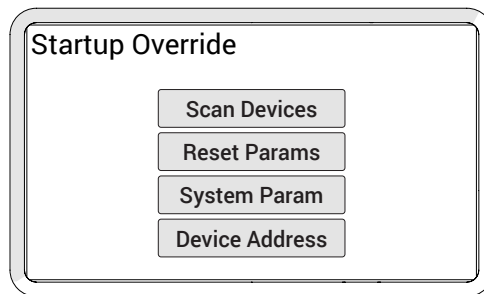 Startup Override
Scan Devices
Reset Params
System Param
Device Address